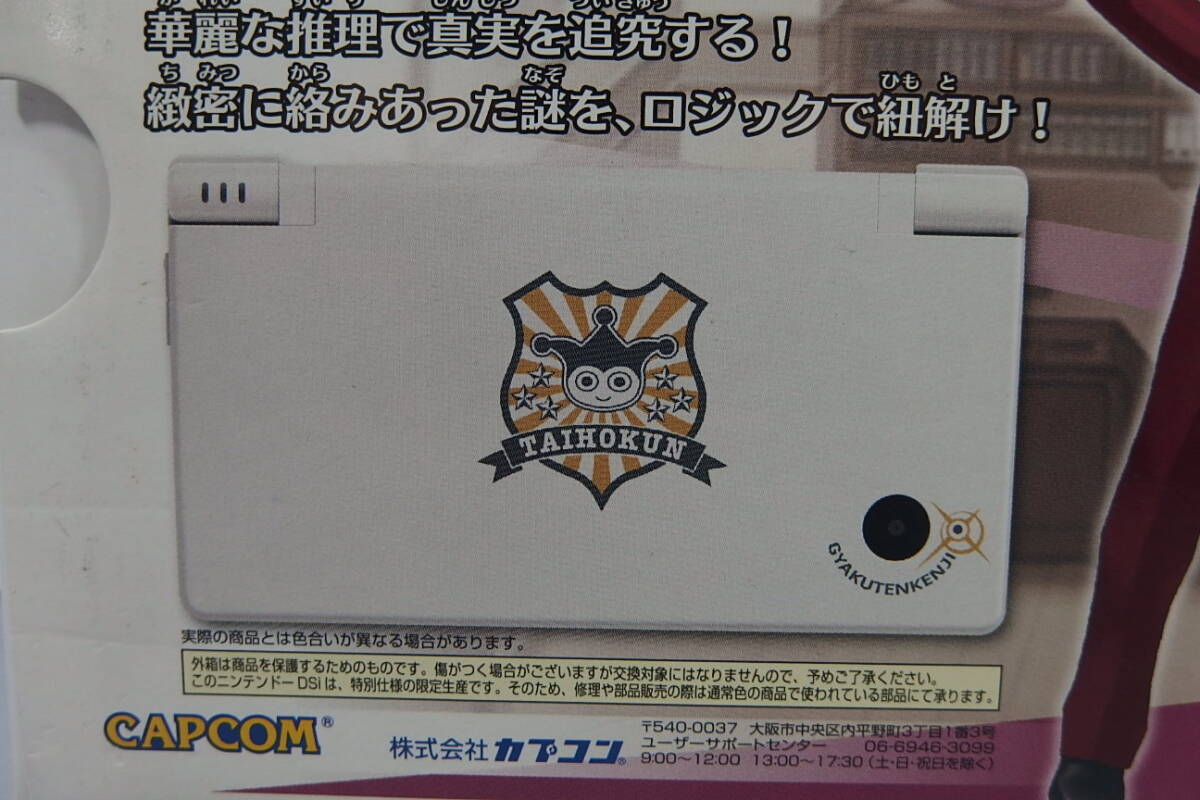 華麗な推理で真実を追究する！
ちみつ から なぞ ひもと
緻密に絡みあった謎を、ロジックで紐解け！
TAIHOKUN
GYAKUTENKENJI
実際の商品とは色合いが異なる場合があります。
外箱は商品を保護するためのものです。傷がつく場合がございますが交換対象にはなりませんので、予めご了承ください。
このニンテンドーDSiは、特別仕様の限定生産です。そのため、修理や部品販売の際は通常色の商品で使われている部品にて承ります。
CAPCOM®
株式会社カプコン®
〒540-0037 大阪市中央区内平野町3丁目1番3号
ユーザーサポートセンター 06-6946-3099
9:00〜12:00 13:00〜17:30（土・日・祝日を除く）